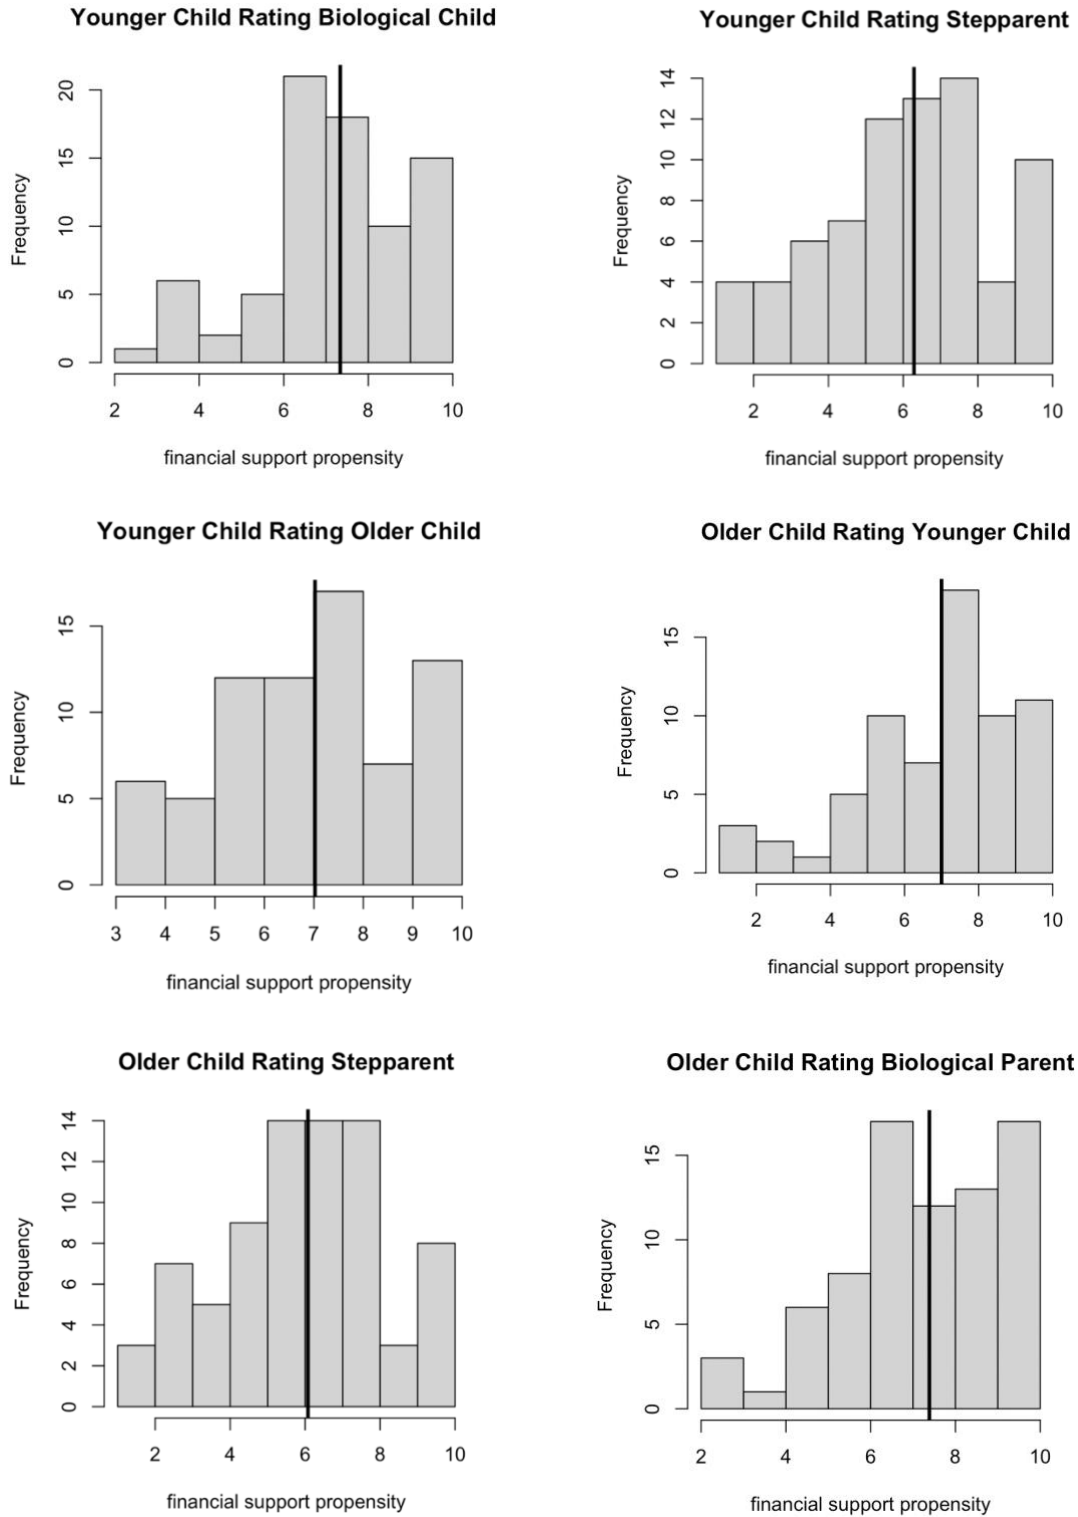 Younger Child Rating Biological Child
20
15
10
5
0
Frequency
2 4 6 8 10
financial support propensity
Younger Child Rating Stepparent
14
12
10
8
6
4
2
0
Frequency
2 4 6 8 10
financial support propensity
Younger Child Rating Older Child
15
10
5
0
Frequency
3 4 5 6 7 8 9 10
financial support propensity
Older Child Rating Younger Child
15
10
5
0
Frequency
2 4 6 8 10
financial support propensity
Older Child Rating Stepparent
14
12
10
8
6
4
2
0
Frequency
2 4 6 8 10
financial support propensity
Older Child Rating Biological Parent
15
10
5
0
Frequency
2 4 6 8 10
financial support propensity